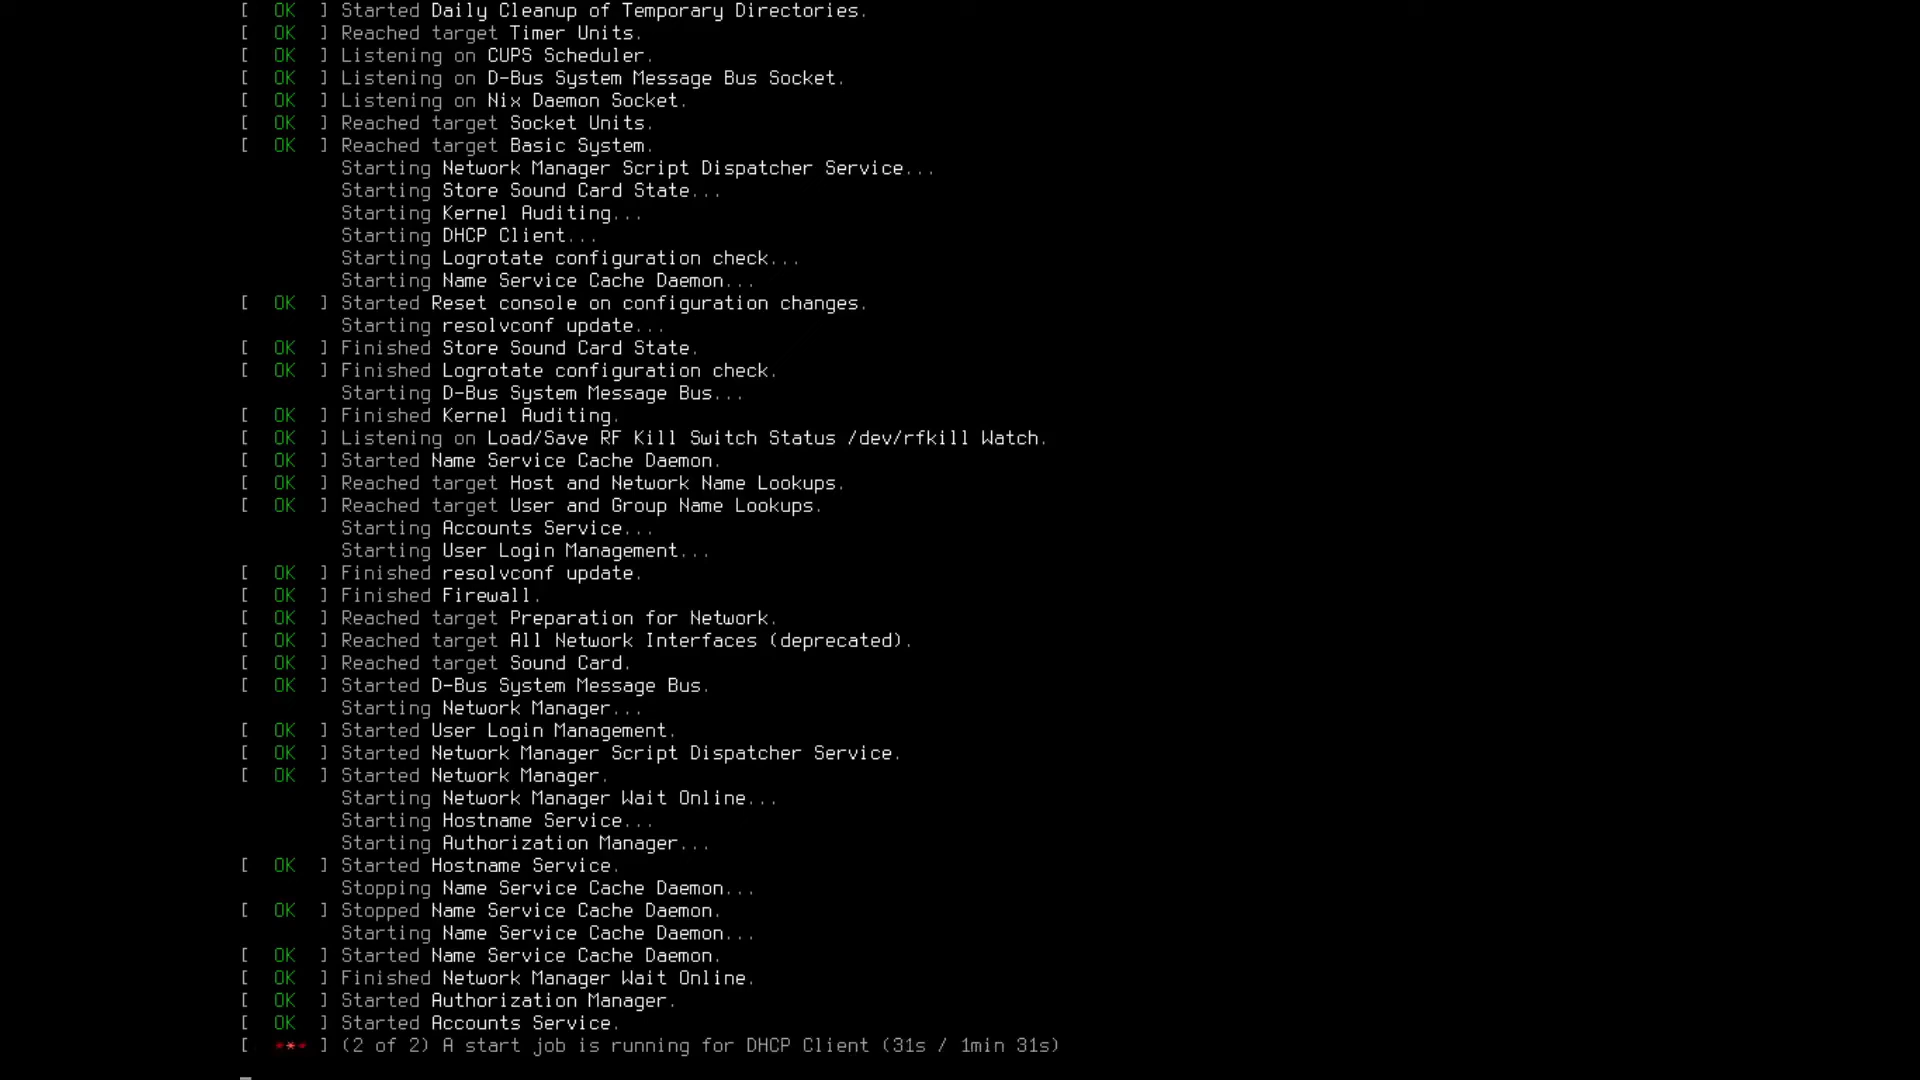 [  OK  ] Started Daily Cleanup of Temporary Directories.
[  OK  ] Reached target Timer Units.
[  OK  ] Listening on CUPS Scheduler.
[  OK  ] Listening on D-Bus System Message Bus Socket.
[  OK  ] Listening on Nix Daemon Socket.
[  OK  ] Reached target Socket Units.
[  OK  ] Reached target Basic System.
Starting Network Manager Script Dispatcher Service...
Starting Store Sound Card State...
Starting Kernel Auditing...
Starting DHCP Client...
Starting Logrotate configuration check...
Starting Name Service Cache Daemon...
[  OK  ] Started Reset console on configuration changes.
Starting resolvconf update...
[  OK  ] Finished Store Sound Card State.
[  OK  ] Finished Logrotate configuration check.
Starting D-Bus System Message Bus...
[  OK  ] Finished Kernel Auditing.
[  OK  ] Listening on Load/Save RF Kill Switch Status /dev/rfkill Watch.
[  OK  ] Started Name Service Cache Daemon.
[  OK  ] Reached target Host and Network Name Lookups.
[  OK  ] Reached target User and Group Name Lookups.
Starting Accounts Service...
Starting User Login Management...
[  OK  ] Finished resolvconf update.
[  OK  ] Finished Firewall.
[  OK  ] Reached target Preparation for Network.
[  OK  ] Reached target All Network Interfaces (deprecated).
[  OK  ] Reached target Sound Card.
[  OK  ] Started D-Bus System Message Bus.
Starting Network Manager...
[  OK  ] Started User Login Management.
[  OK  ] Started Network Manager Script Dispatcher Service.
[  OK  ] Started Network Manager.
Starting Network Manager Wait Online...
Starting Hostname Service...
Starting Authorization Manager...
[  OK  ] Started Hostname Service.
Stopping Name Service Cache Daemon...
[  OK  ] Stopped Name Service Cache Daemon.
Starting Name Service Cache Daemon...
[  OK  ] Started Name Service Cache Daemon.
[  OK  ] Finished Network Manager Wait Online.
[  OK  ] Started Authorization Manager.
[  OK  ] Started Accounts Service.
[  *** ] (2 of 2) A start job is running for DHCP Client (31s / 1min 31s)